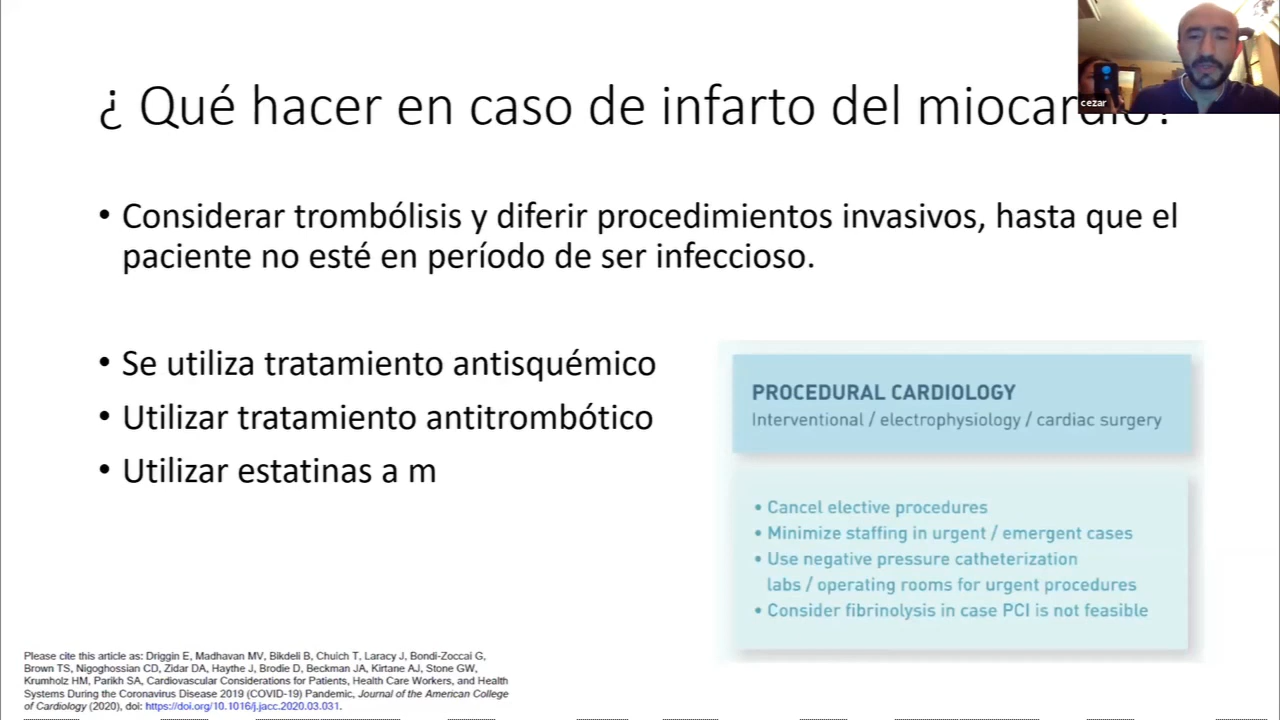 ¿ Qué hacer en caso de infarto del miocardio?
cezar
• Considerar trombólisis y diferir procedimientos invasivos, hasta que el
paciente no esté en período de ser infeccioso.
• Se utiliza tratamiento antisquémico
• Utilizar tratamiento antitrombótico
• Utilizar estatinas a m
PROCEDURAL CARDIOLOGY
Interventional / electrophysiology / cardiac surgery
• Cancel elective procedures
• Minimize staffing in urgent / emergent cases
• Use negative pressure catheterization
labs / operating rooms for urgent procedures
• Consider fibrinolysis in case PCI is not feasible
Please cite this article as: Driggin E, Madhavan MV, Bikdeli B, Chuich T, Laracy J, Bondi-Zoccai G,
Brown TS, Nigoghossian CD, Zidar DA, Haythe J, Brodie D, Beckman JA, Kirtane AJ, Stone GW,
Krumholz HM, Parikh SA, Cardiovascular Considerations for Patients, Health Care Workers, and Health
Systems During the Coronavirus Disease 2019 (COVID-19) Pandemic, Journal of the American College
of Cardiology (2020), doi: https://doi.org/10.1016/j.jacc.2020.03.031.